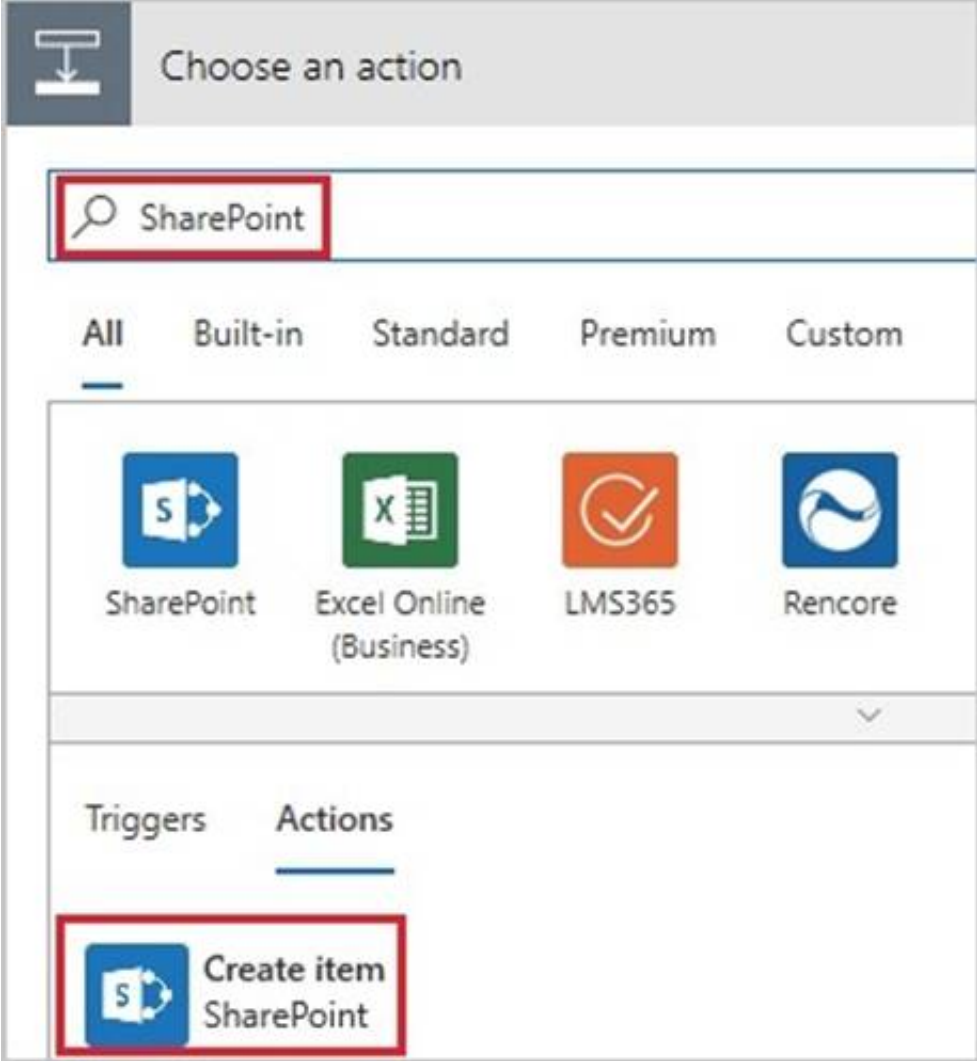 Choose an action
SharePoint
All Built-in Standard Premium Custom
SharePoint Excel Online (Business) LMS365 Rencore
Triggers Actions
Create item
SharePoint